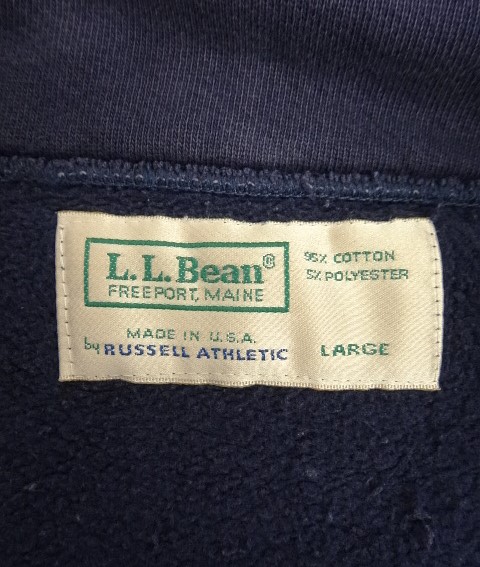 L.L.Bean®
FREEPORT, MAINE
95% COTTON
5% POLYESTER
MADE IN U.S.A.
by RUSSELL ATHLETIC
LARGE